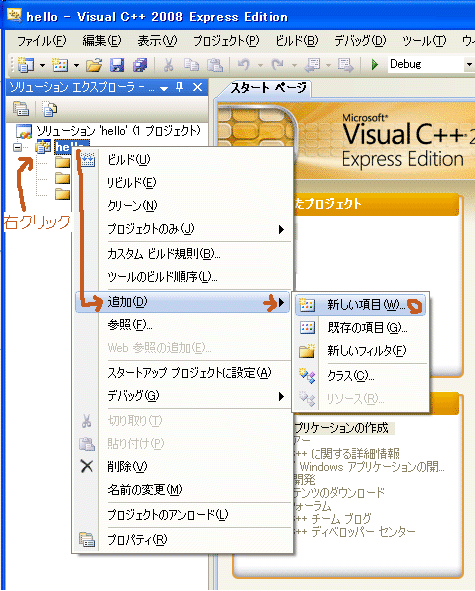 hello - Visual C++ 2008 Express Edition
ファイル(F) 編集(E) 表示(V) プロジェクト(P) ビルド(B) デバッグ(D) ツール(T)
Debug
ソリューション エクスプローラ - ...
スタート ページ
ソリューション 'hello' (1 プロジェクト)
hello
右クリック
Microsoft®
Visual C++
Express Edition
たプロジェクト
ビルド(U)
リビルド(E)
クリーン(N)
プロジェクトのみ(J)
カスタム ビルド規則(B)...
ツールのビルド順序(L)...
追加(D)
参照(F)...
Web 参照の追加(E)...
スタートアップ プロジェクトに設定(A)
デバッグ(G)
切り取り(T)
貼り付け(P)
削除(V)
名前の変更(M)
プロジェクトのアンロード(L)
プロパティ(R)
新しい項目(W)...
既存の項目(G)...
新しいフィルタ(F)
クラス(C)...
リソース(R)...
プリケーションの作成
アー
++ に関する詳細情報
Windows アプリケーションの開...
開発
テンツのダウンロード
ォーラム
++ チーム ブログ
++ ディベロッパー センター